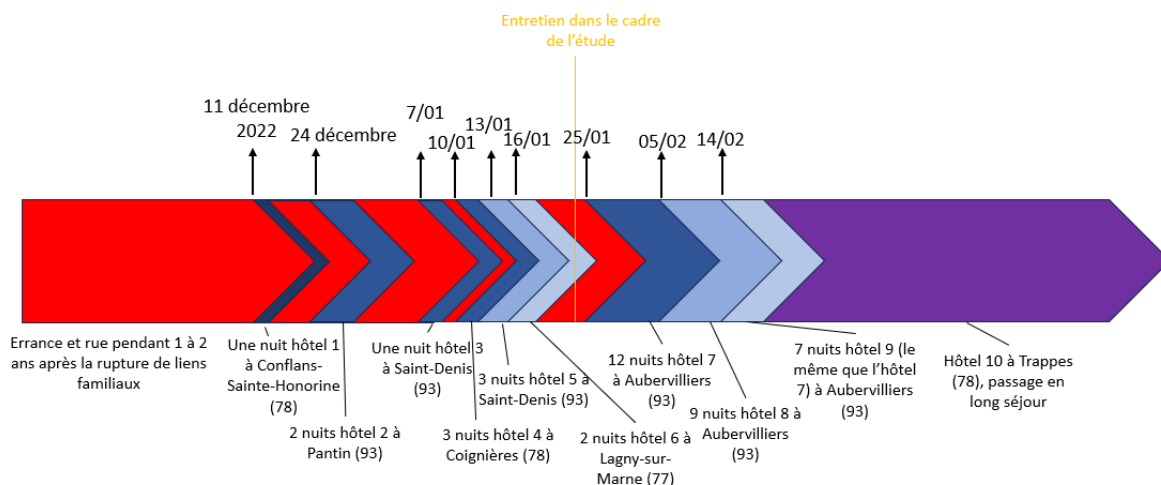 Entretien dans le cadre
de l'étude
11 décembre
2022
24 décembre
7/01
10/01
13/01
16/01
25/01
05/02
14/02
Errance et rue pendant 1 à 2
ans après la rupture de liens
familiaux
Une nuit hôtel 1
à Conflans-
Sainte-Honorine
(78)
2 nuits hôtel 2 à
Pantin (93)
Une nuit hôtel 3
à Saint-Denis
(93)
3 nuits hôtel 4 à
Coignières (78)
3 nuits hôtel 5 à
Saint-Denis (93)
2 nuits hôtel 6 à
Lagny-sur-
Marne (77)
12 nuits hôtel 7
à Aubervilliers
(93)
9 nuits hôtel 8 à
Aubervilliers
(93)
7 nuits hôtel 9 (le
même que l'hôtel
7) à Aubervilliers
(93)
Hôtel 10 à Trappes
(78), passage en
long séjour